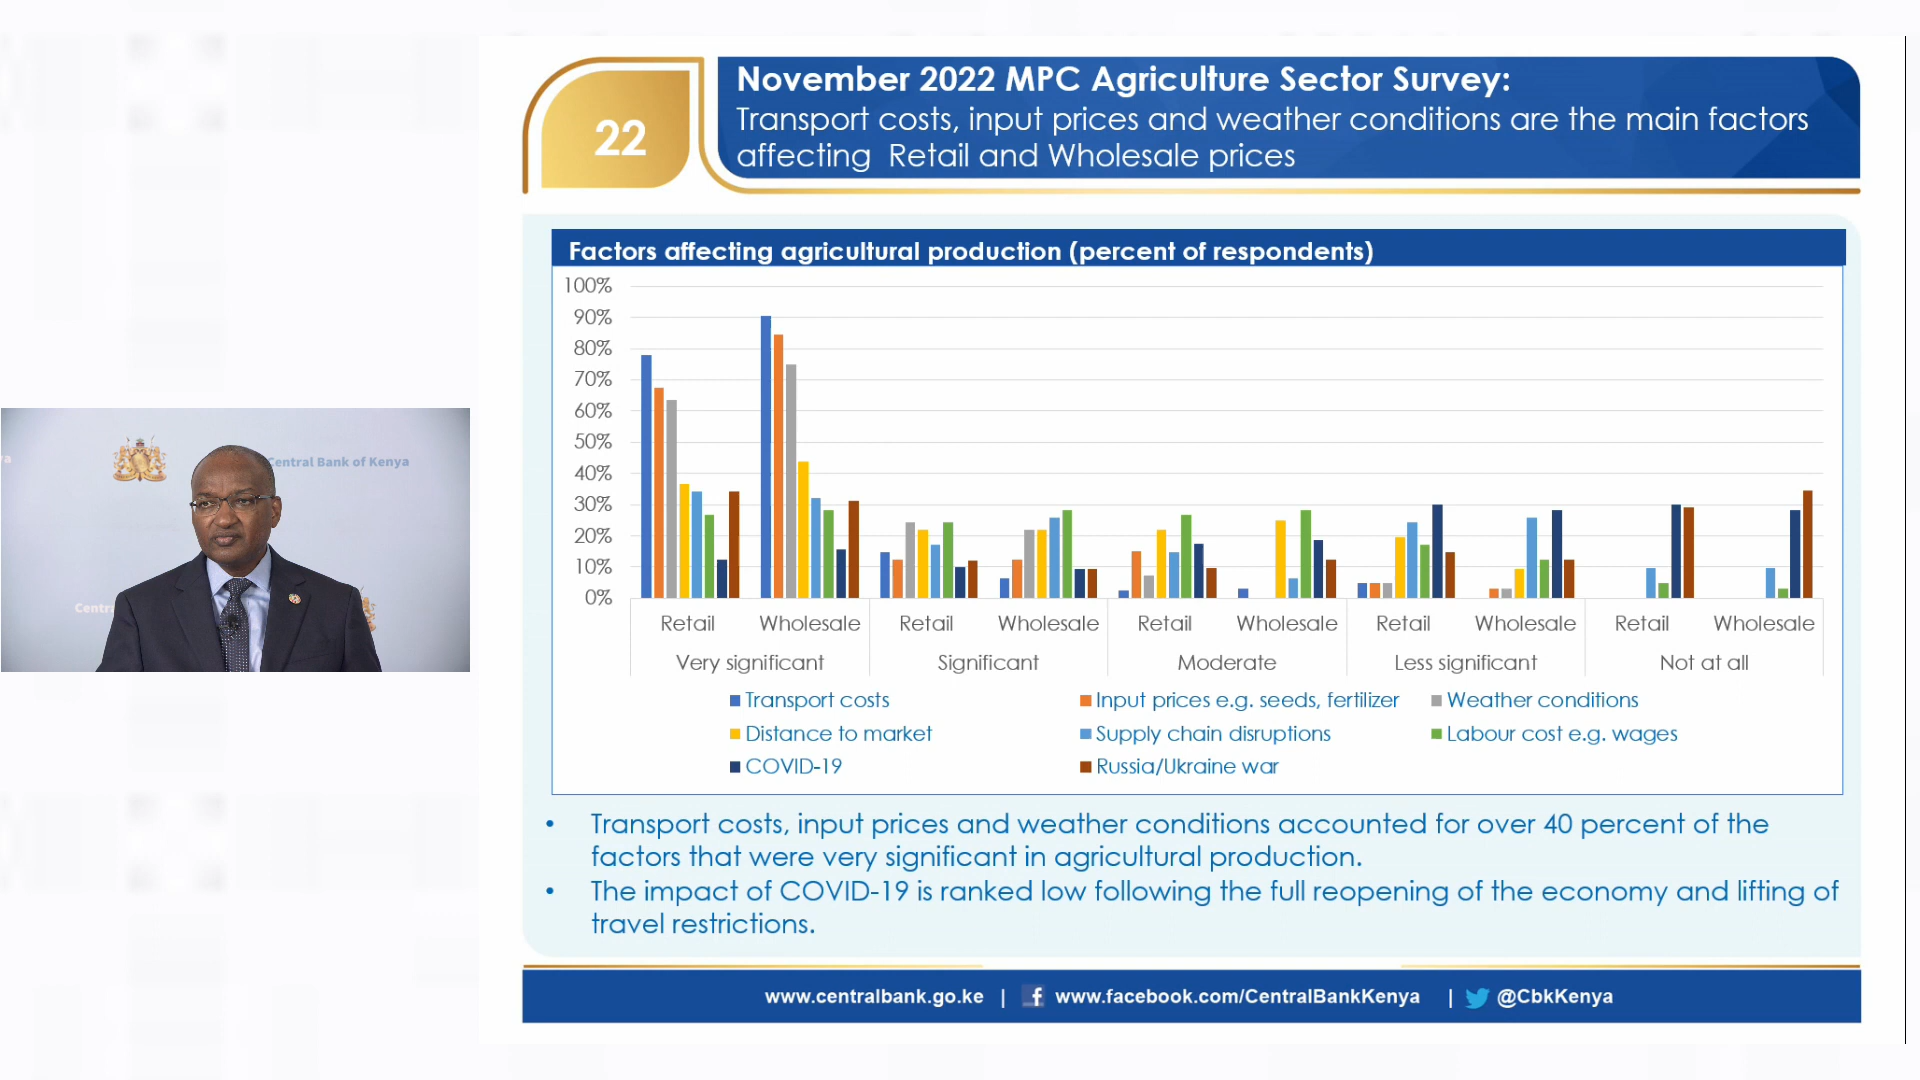 22
November 2022 MPC Agriculture Sector Survey:
Transport costs, input prices and weather conditions are the main factors
affecting Retail and Wholesale prices
Factors affecting agricultural production (percent of respondents)
100%
90%
80%
70%
60%
50%
40%
30%
20%
10%
0%
Retail Wholesale Retail Wholesale Retail Wholesale Retail Wholesale Retail Wholesale
Very significant Significant Moderate Less significant Not at all
Transport costs Input prices e.g. seeds, fertilizer Weather conditions
Distance to market Supply chain disruptions Labour cost e.g. wages
COVID-19 Russia/Ukraine war
• Transport costs, input prices and weather conditions accounted for over 40 percent of the
factors that were very significant in agricultural production.
• The impact of COVID-19 is ranked low following the full reopening of the economy and lifting of
travel restrictions.
www.centralbank.go.ke | www.facebook.com/CentralBankKenya | @CbkKenya
Central Bank of Kenya